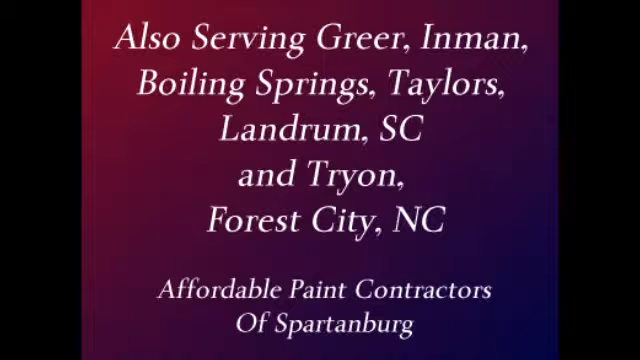 Also Serving Greer, Inman,
Boiling Springs, Taylors,
Landrum, SC
and Tryon,
Forest City, NC
Affordable Paint Contractors
Of Spartanburg